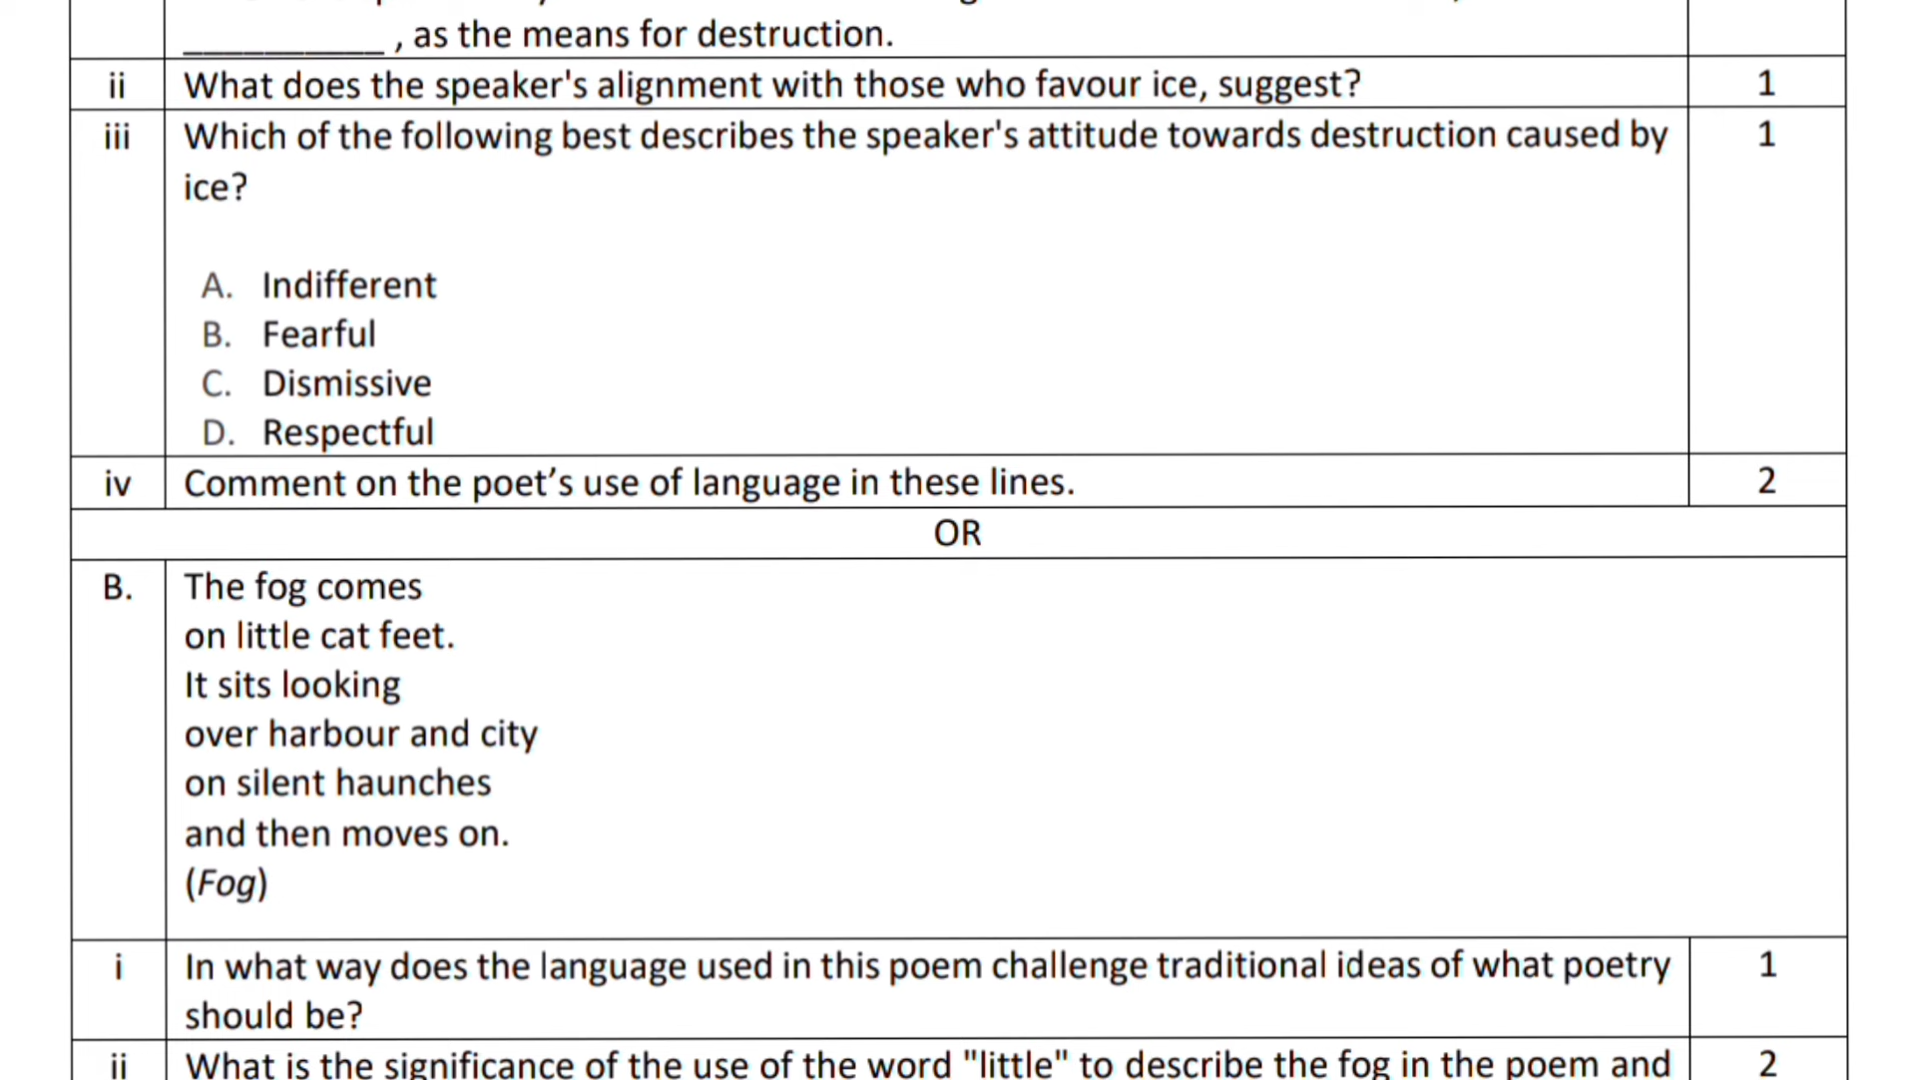 __________ , as the means for destruction.
ii What does the speaker's alignment with those who favour ice, suggest? 1
iii Which of the following best describes the speaker's attitude towards destruction caused by 1
ice?
A. Indifferent
B. Fearful
C. Dismissive
D. Respectful
iv Comment on the poet’s use of language in these lines. 2
OR
B. The fog comes
on little cat feet.
It sits looking
over harbour and city
on silent haunches
and then moves on.
(Fog)
i In what way does the language used in this poem challenge traditional ideas of what poetry 1
should be?
ii What is the significance of the use of the word "little" to describe the fog in the poem and 2